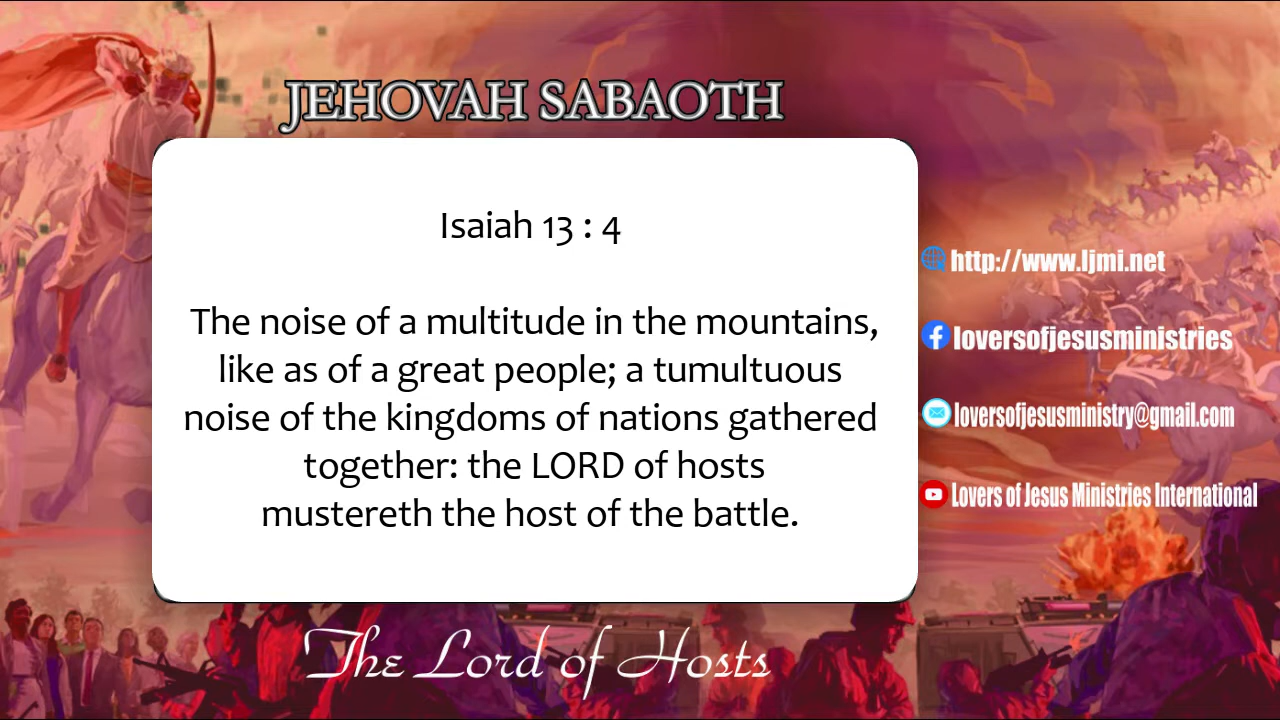 JEHOVAH SABAOTH
Isaiah 13 : 4
The noise of a multitude in the mountains,
like as of a great people; a tumultuous
noise of the kingdoms of nations gathered
together: the LORD of hosts
mustereth the host of the battle.
The Lord of Hosts
http://www.ljmi.net
loversofjesusministries
loversofjesusministry@gmail.com
Lovers of Jesus Ministries International